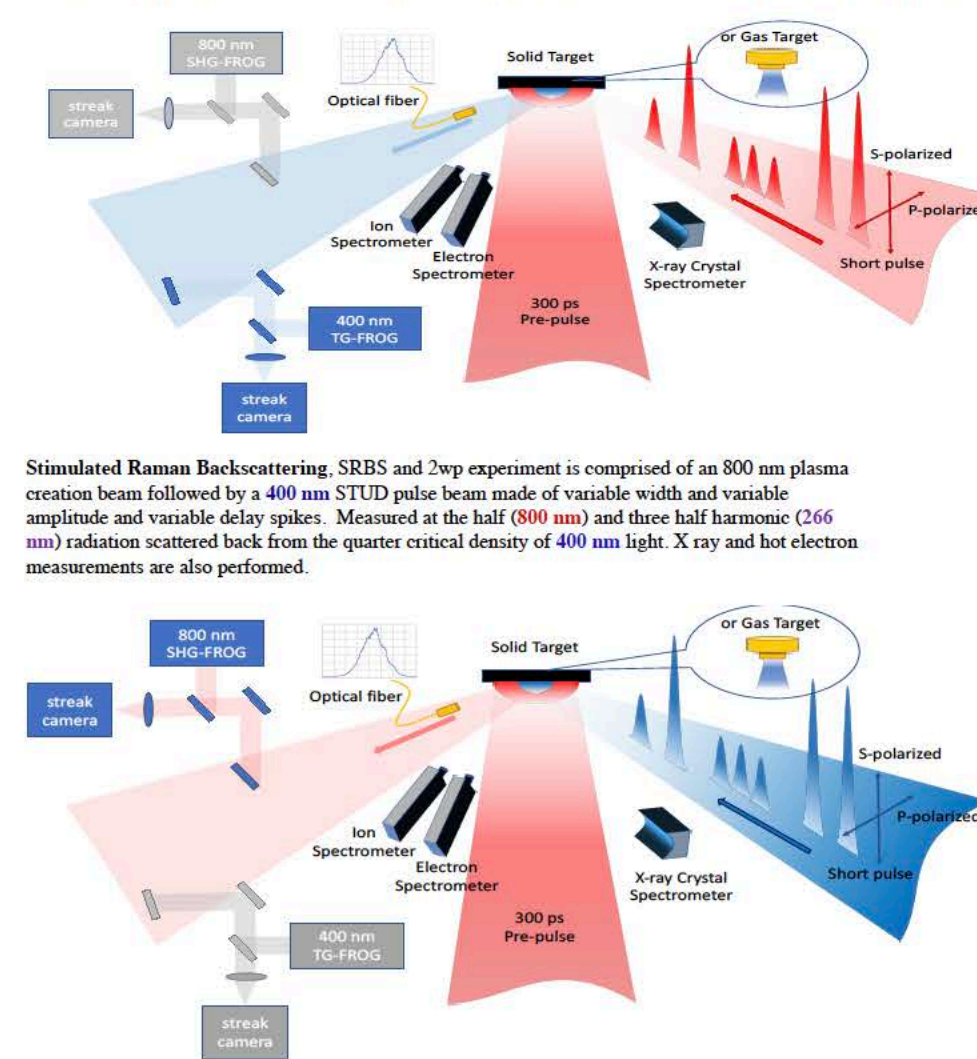 800 nm
SHG-FROG
streak
camera
Optical fiber
Solid Target
or Gas Target
S-polarized
P-polarized
Short pulse
Ion
Spectrometer
Electron
Spectrometer
X-ray Crystal
Spectrometer
300 ps
Pre-pulse
400 nm
TG-FROG
streak
camera
Stimulated Raman Backscattering, SRBS and 2wp experiment is comprised of an 800 nm plasma
creation beam followed by a 400 nm STUD pulse beam made of variable width and variable
amplitude and variable delay spikes. Measured at the half (800 nm) and three half harmonic (266
nm) radiation scattered back from the quarter critical density of 400 nm light. X ray and hot electron
measurements are also performed.
800 nm
SHG-FROG
streak
camera
Optical fiber
Solid Target
or Gas Target
S-polarized
P-polarized
Short pulse
Ion
Spectrometer
Electron
Spectrometer
X-ray Crystal
Spectrometer
300 ps
Pre-pulse
400 nm
TG-FROG
streak
camera